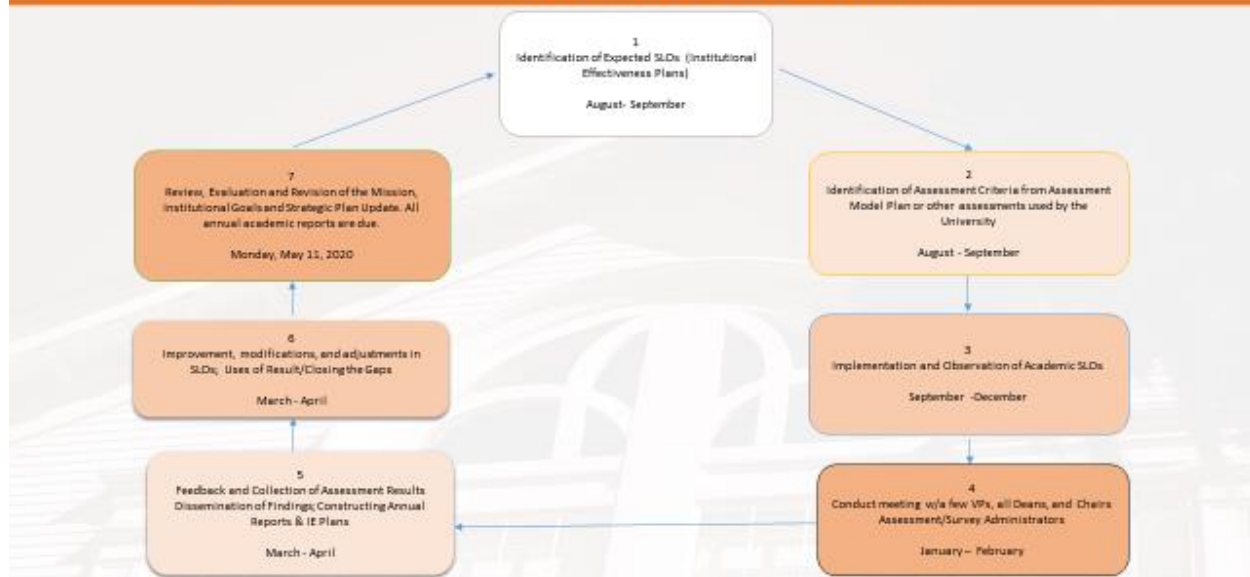 1
Identification of Expected SLOs (Institutional
Effectiveness Plans)
August- September
2
Identification of Assessment Criteria from Assessment
Model Plan or other assessments used by the
University
August - September
3
Implementation and Observation of Academic SLOs
September -December
4
Conduct meeting w/a few VPs, all Deans, and Chairs
Assessment/Survey Administrators
January – February
5
Feedback and Collection of Assessment Results
Dissemination of Findings; Constructing Annual
Reports & IE Plans
March - April
6
Improvement, modifications, and adjustments in
SLOs; Uses of Result/Closing the Gaps
March - April
7
Review, Evaluation and Revision of the Mission,
Institutional Goals and Strategic Plan Update. All
annual academic reports are due.
Monday, May 11, 2020